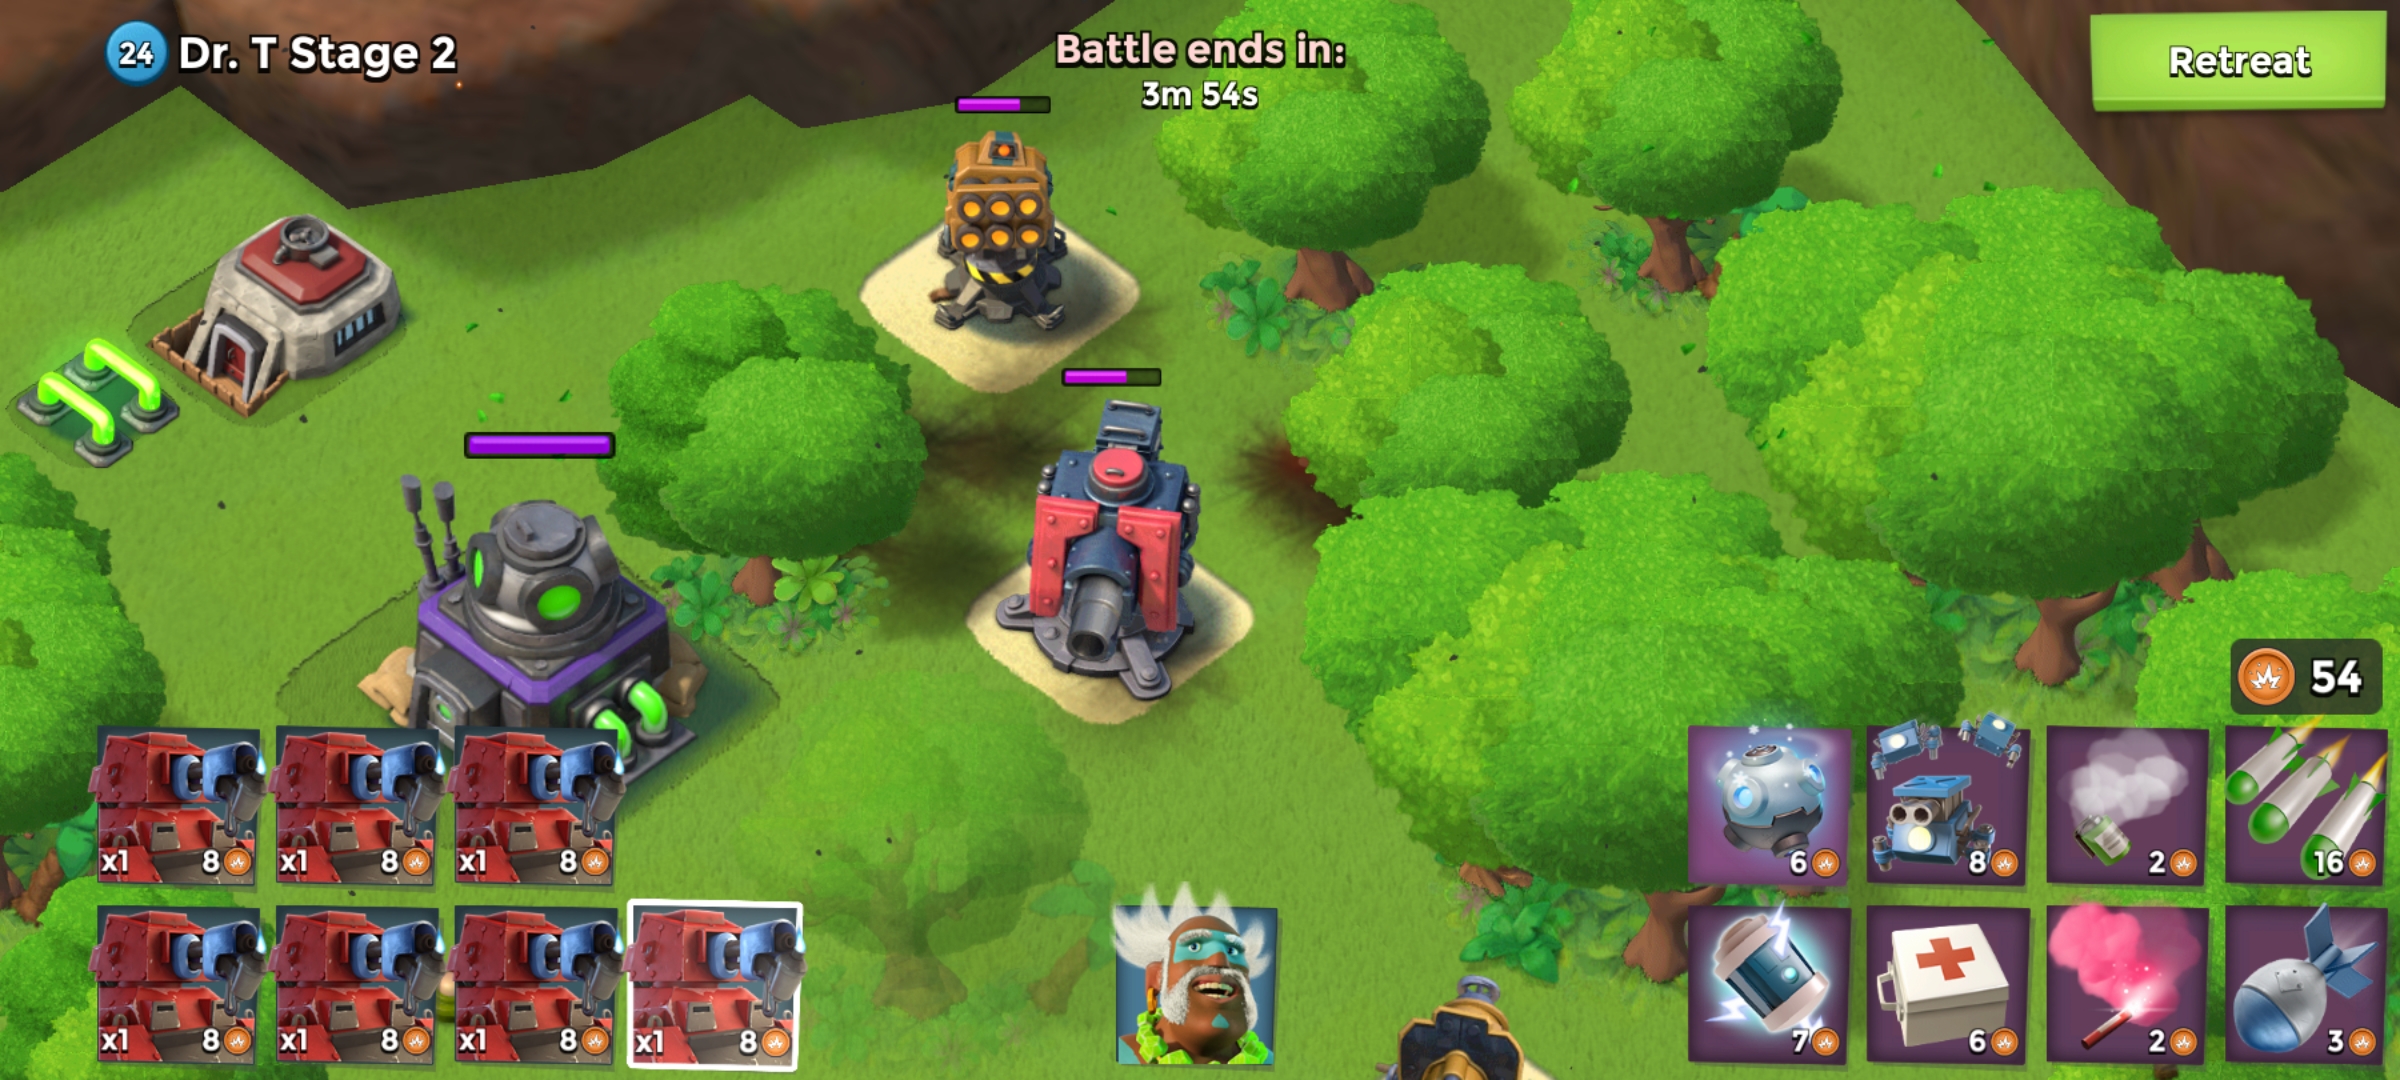 24 Dr. T Stage 2
Battle ends in:
3m 54s
Retreat
54
x1 8
x1 8
x1 8
6
8
2
16
x1 8
x1 8
x1 8
x1 8
7
6
2
3